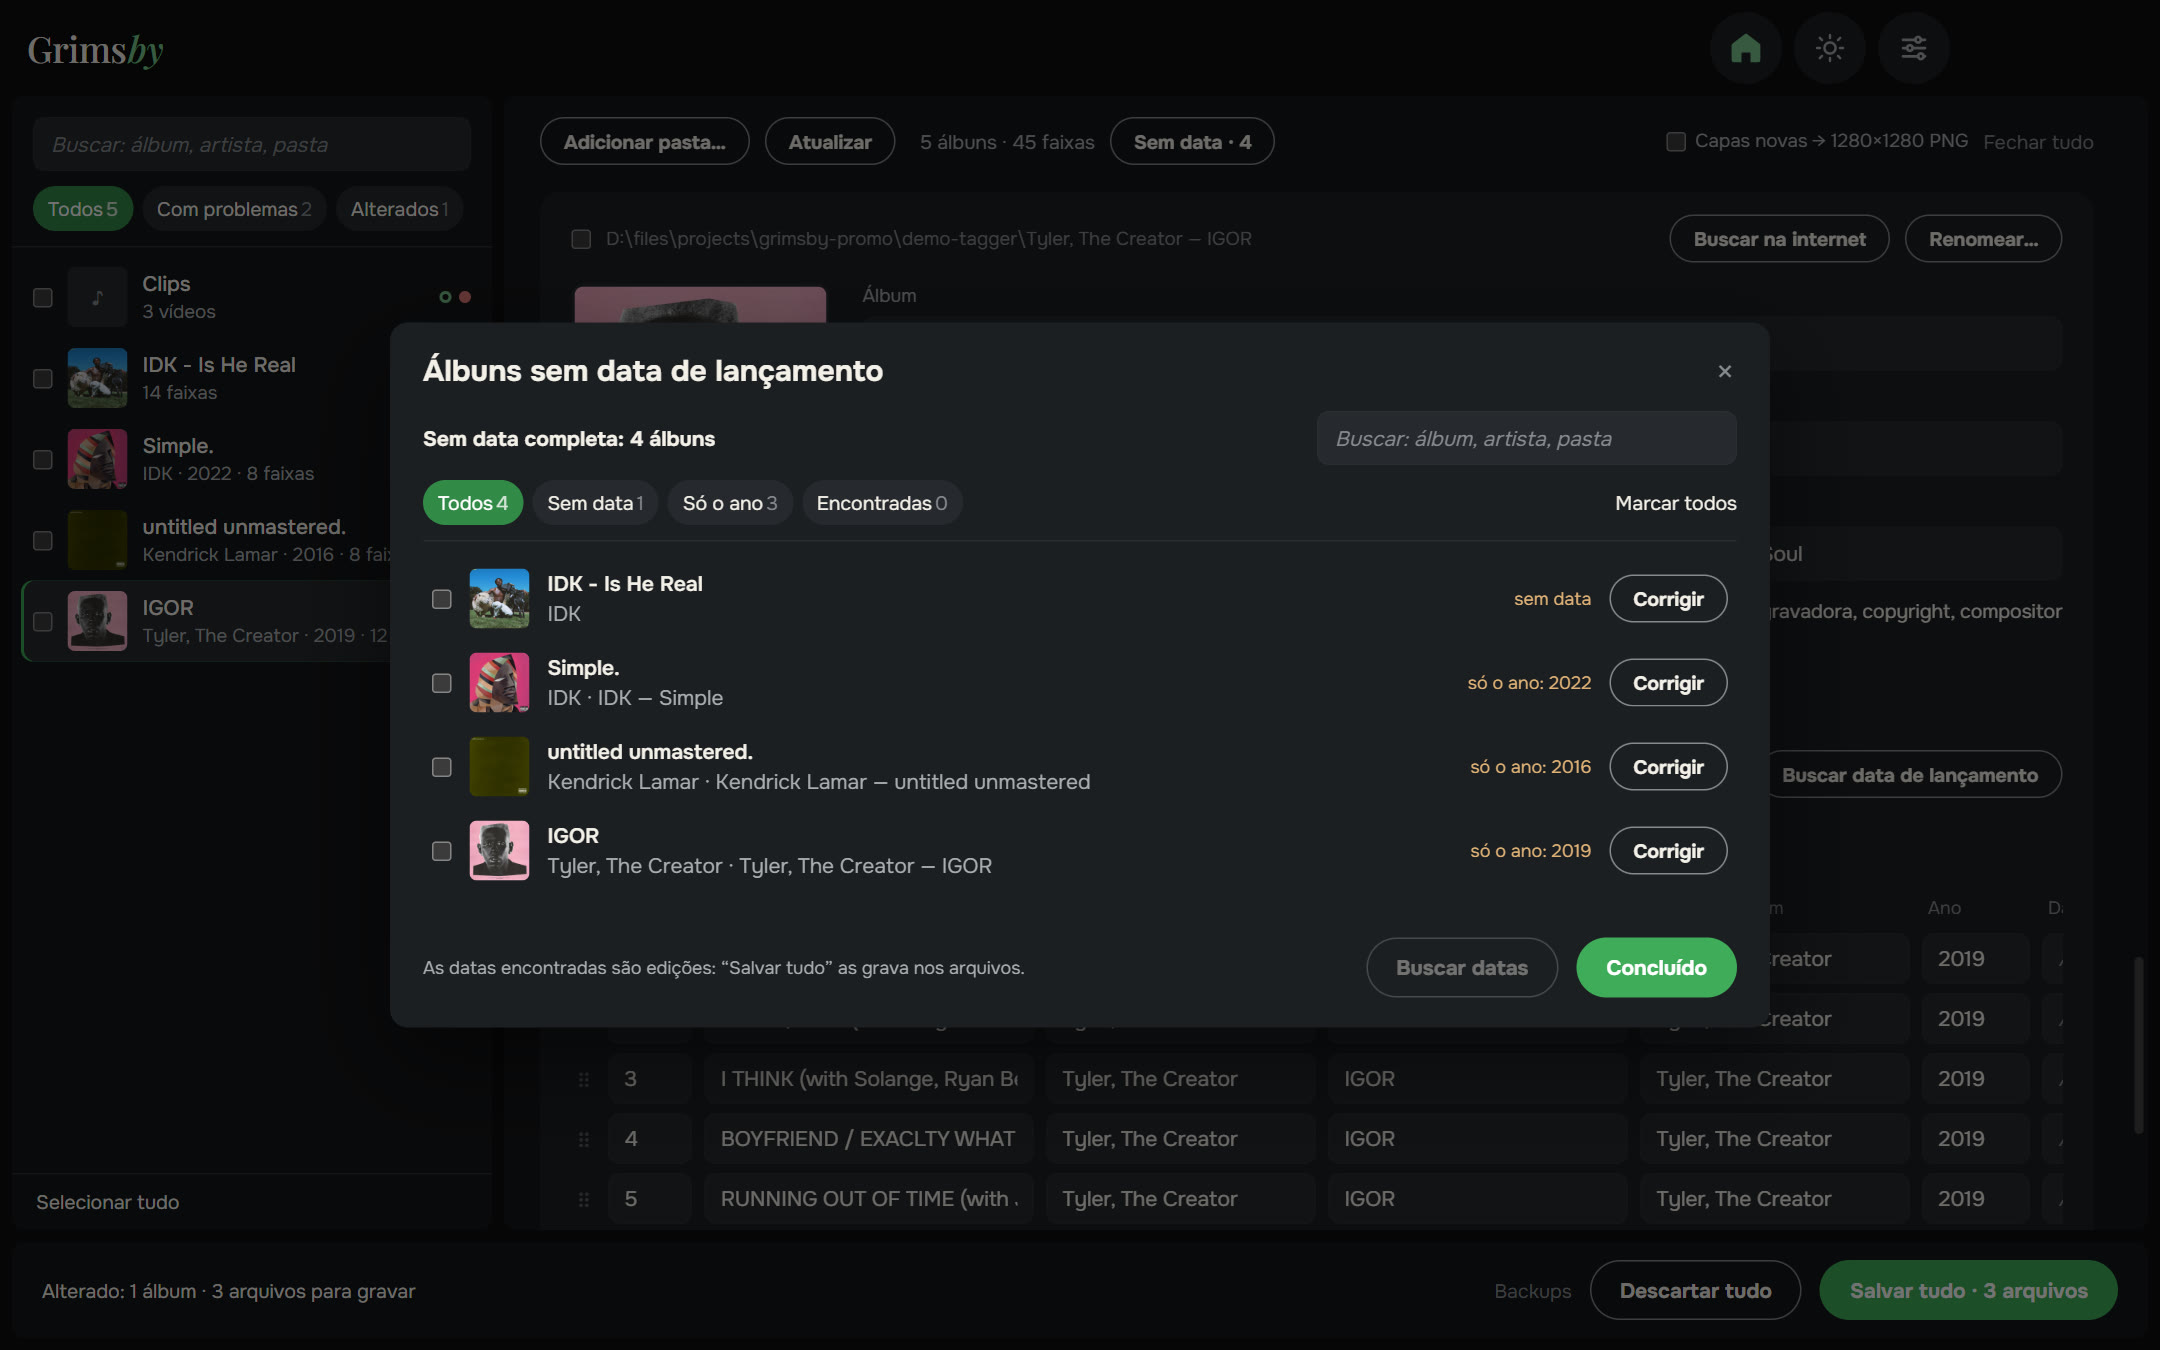 Grimsby
Buscar: álbum, artista, pasta
Todos 5
Com problemas 2
Alterados 1
Clips
3 vídeos
IDK - Is He Real
14 faixas
Simple.
IDK · 2022 · 8 faixas
untitled unmastered.
Kendrick Lamar · 2016 · 8
IGOR
Tyler, The Creator · 2019 · 12
Selecionar tudo
Adicionar pasta...
Atualizar
5 álbuns · 45 faixas
Sem data · 4
Capas novas → 1280×1280 PNG
Fechar tudo
D:\files\projects\grimsby-promo\demo-tagger\Tyler, The Creator — IGOR
Buscar na internet
Renomear...
Álbum
Soul
copyright, compositor
Buscar data de lançamento
Álbuns sem data de lançamento
×
Sem data completa: 4 álbuns
Buscar: álbum, artista, pasta
Todos 4
Sem data 1
Só o ano 3
Encontradas 0
Marcar todos
IDK - Is He Real
IDK
sem data
Corrigir
Simple.
IDK · IDK — Simple
só o ano: 2022
Corrigir
untitled unmastered.
Kendrick Lamar · Kendrick Lamar — untitled unmastered
só o ano: 2016
Corrigir
IGOR
Tyler, The Creator · Tyler, The Creator — IGOR
só o ano: 2019
Corrigir
As datas encontradas são edições: “Salvar tudo” as grava nos arquivos.
Buscar datas
Concluído
Ano
2019
2019
3
I THINK (with Solange, Ryan
Tyler, The Creator
IGOR
Tyler, The Creator
2019
4
BOYFRIEND / EXACLTY WHAT
Tyler, The Creator
IGOR
Tyler, The Creator
2019
5
RUNNING OUT OF TIME (with
Tyler, The Creator
IGOR
Tyler, The Creator
2019
Alterado: 1 álbum · 3 arquivos para gravar
Backups
Descartar tudo
Salvar tudo · 3 arquivos